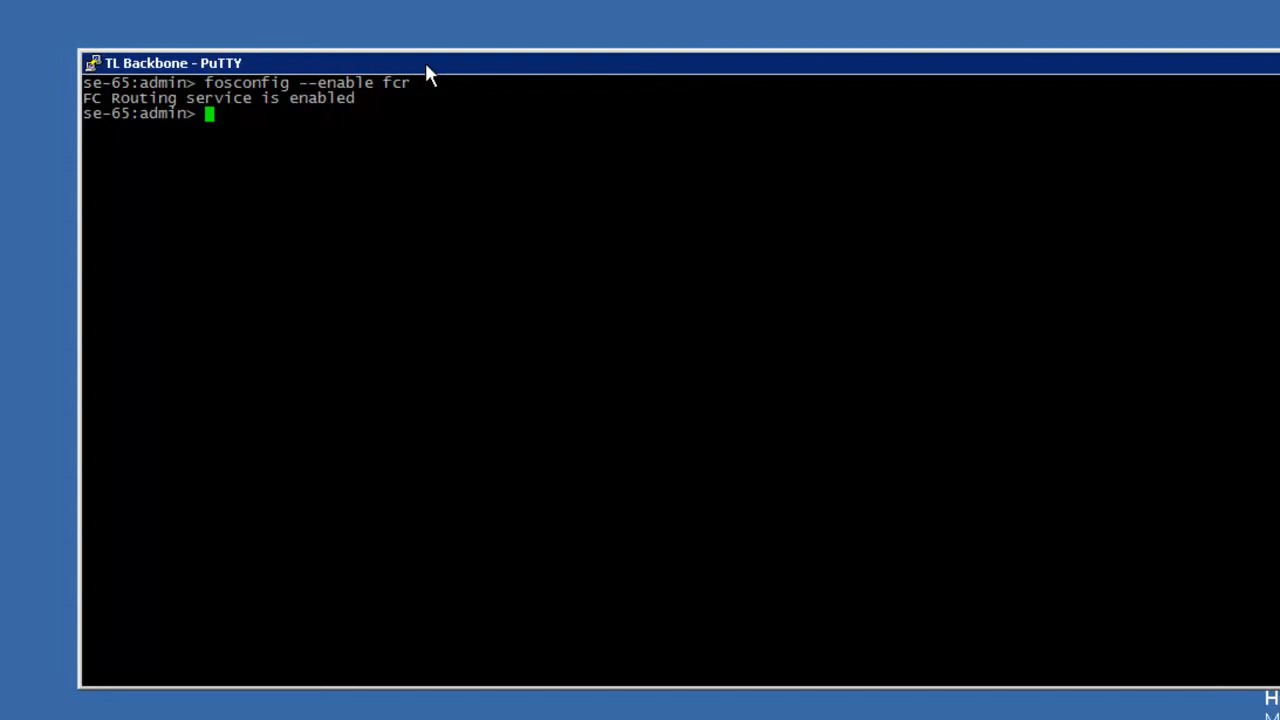 TL Backbone - PuTTY
se-65:admin> fosconfig --enable fcr
FC Routing service is enabled
se-65:admin>
H